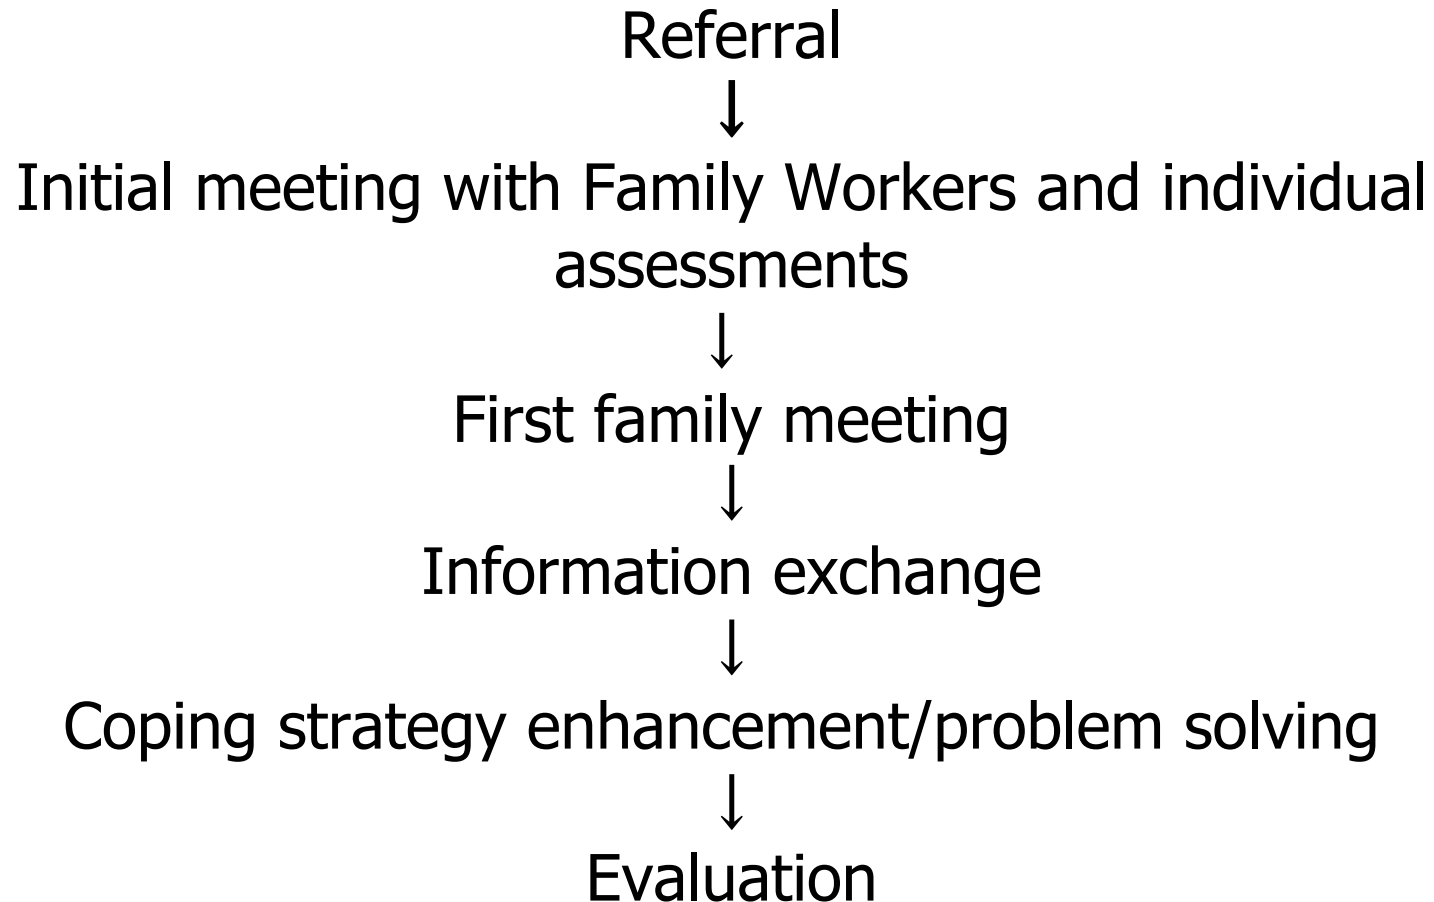 Referral
↓
Initial meeting with Family Workers and individual
assessments
↓
First family meeting
↓
Information exchange
↓
Coping strategy enhancement/problem solving
↓
Evaluation